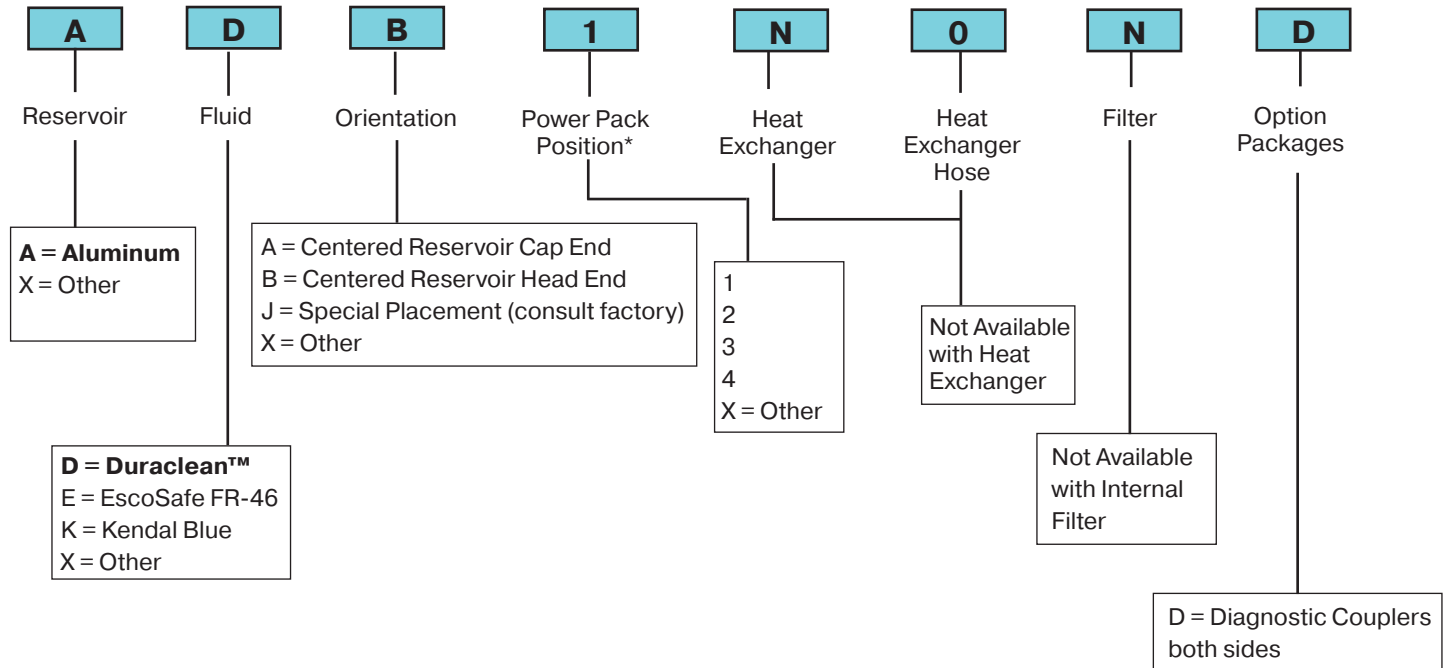 A D B 1 N 0 N D
Reservoir
Fluid
Orientation
Power Pack
Position*
Heat
Exchanger
Heat
Exchanger
Hose
Filter
Option
Packages
A = Aluminum
X = Other
D = Duraclean™
E = EscoSafe FR-46
K = Kendal Blue
X = Other
A = Centered Reservoir Cap End
B = Centered Reservoir Head End
J = Special Placement (consult factory)
X = Other
1
2
3
4
X = Other
Not Available
with Heat
Exchanger
Not Available
with Internal
Filter
D = Diagnostic Couplers
both sides